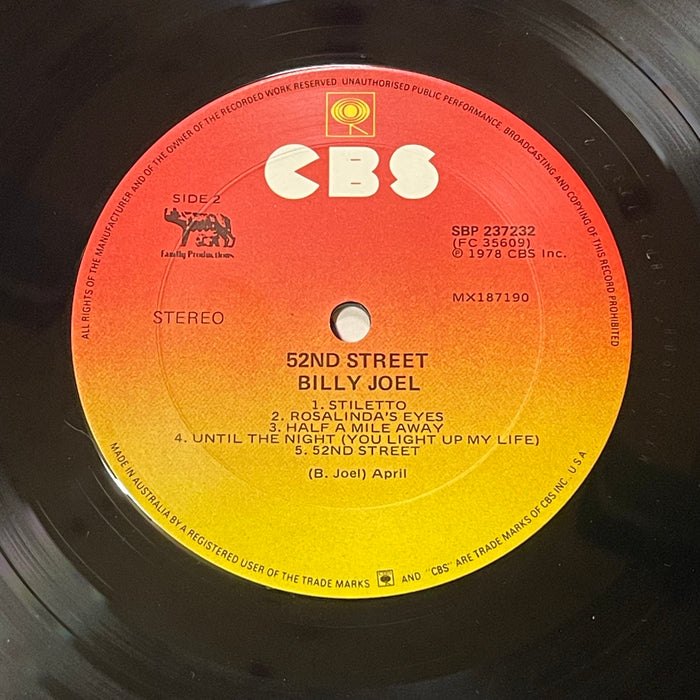 ALL RIGHTS OF THE MANUFACTURER AND OF THE OWNER OF THE RECORDED WORK RESERVED. UNAUTHORISED PUBLIC PERFORMANCE, BROADCASTING AND COPYING OF THIS RECORD PROHIBITED
CBS
SIDE 2
Family Productions
SBP 237232
(FC 35609)
℗ 1978 CBS Inc.
MX187190
STEREO
52ND STREET
BILLY JOEL
1. STILETTO
2. ROSALINDA'S EYES
3. HALF A MILE AWAY
4. UNTIL THE NIGHT (YOU LIGHT UP MY LIFE)
5. 52ND STREET
(B. Joel) April
MADE IN AUSTRALIA BY A REGISTERED USER OF THE TRADE MARKS AND "CBS" ARE TRADE MARKS OF CBS INC., U.S.A.